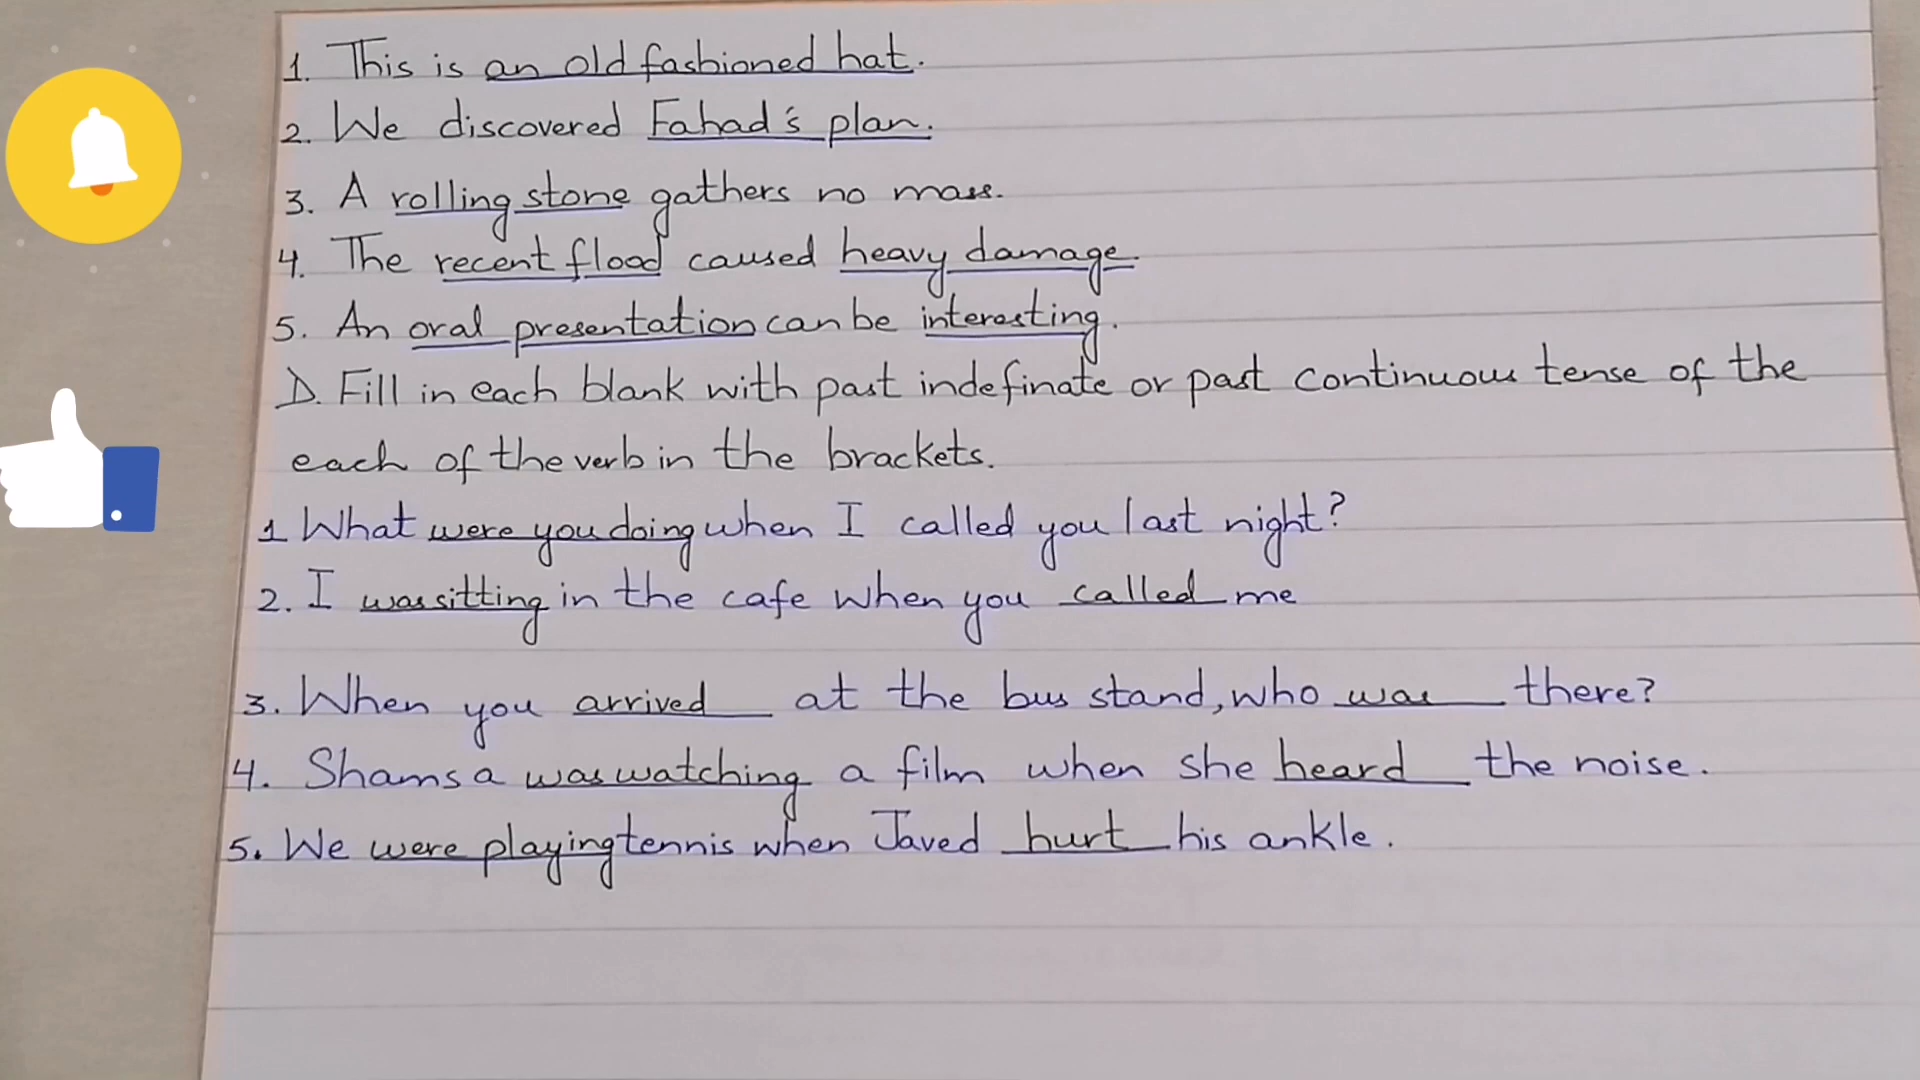 1. This is an old fashioned hat.
2. We discovered Fahad's plan.
3. A rolling stone gathers no mass.
4. The recent flood caused heavy damage.
5. An oral presentation can be interesting.
D. Fill in each blank with past indefinate or past continuous tense of the
each of the verb in the brackets.
1 What were you doing when I called you last night?
2. I was sitting in the cafe when you called me
3. When you arrived at the bus stand, who was there?
4. Shamsa was watching a film when she heard the noise.
5. We were playing tennis when Javed hurt his ankle.